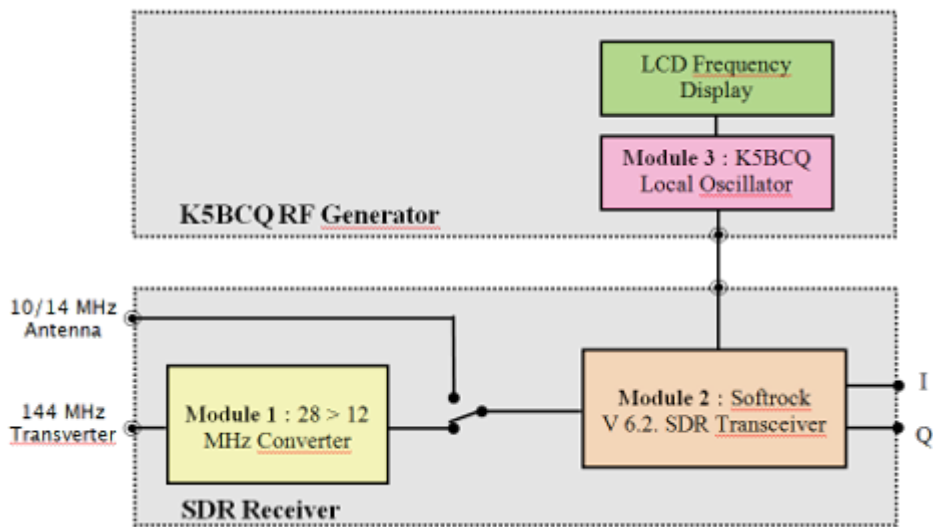 LCD Frequency
Display
Module 3 : K5BCQ
Local Oscillator
K5BCQ RF Generator
10/14 MHz
Antenna
144 MHz
Transverter
Module 1 : 28 > 12
MHz Converter
Module 2 : Softrock
V 6.2. SDR Transceiver
I
Q
SDR Receiver